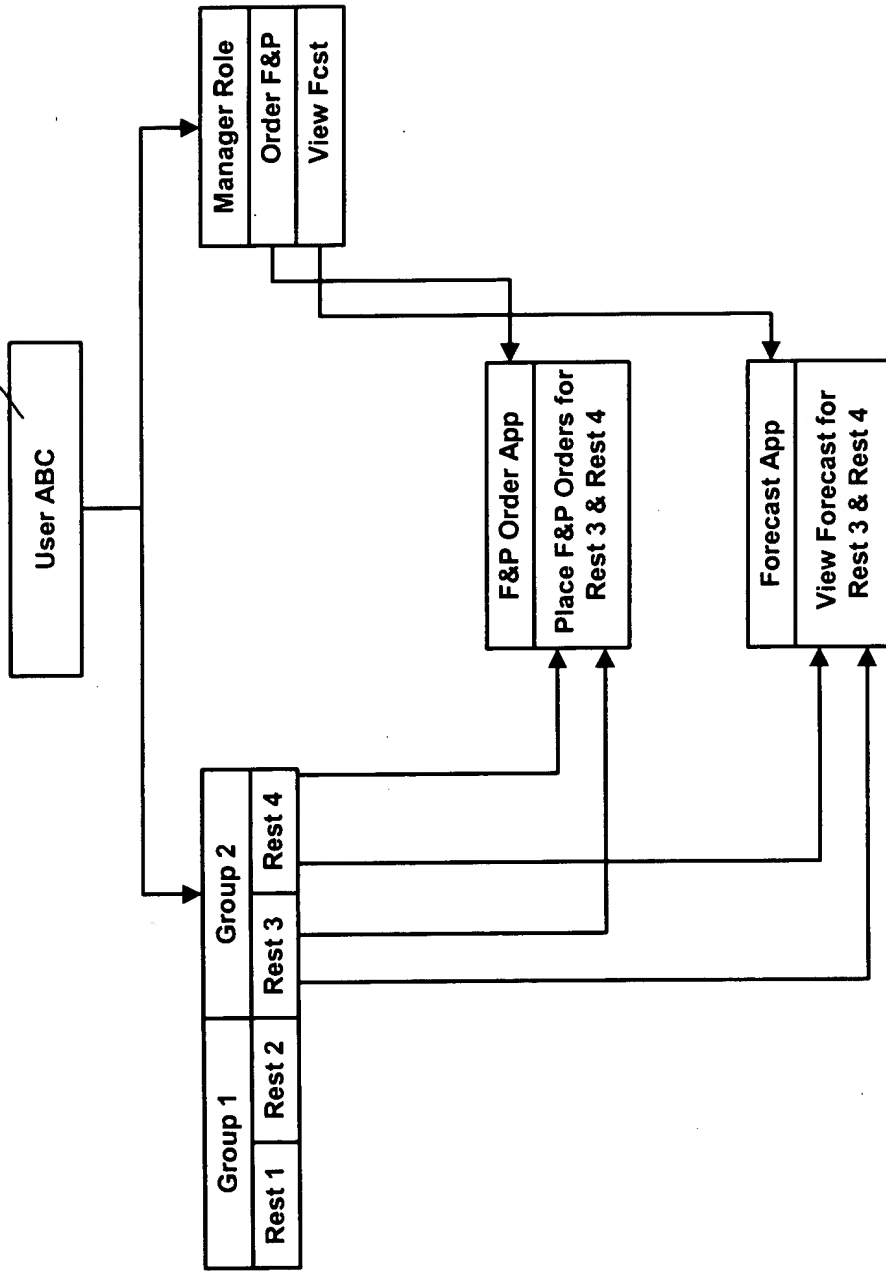 User ABC
Group 1
Group 2
Rest 1
Rest 2
Rest 3
Rest 4
Manager Role
Order F&P
View Fcst
F&P Order App
Place F&P Orders for
Rest 3 & Rest 4
Forecast App
View Forecast for
Rest 3 & Rest 4